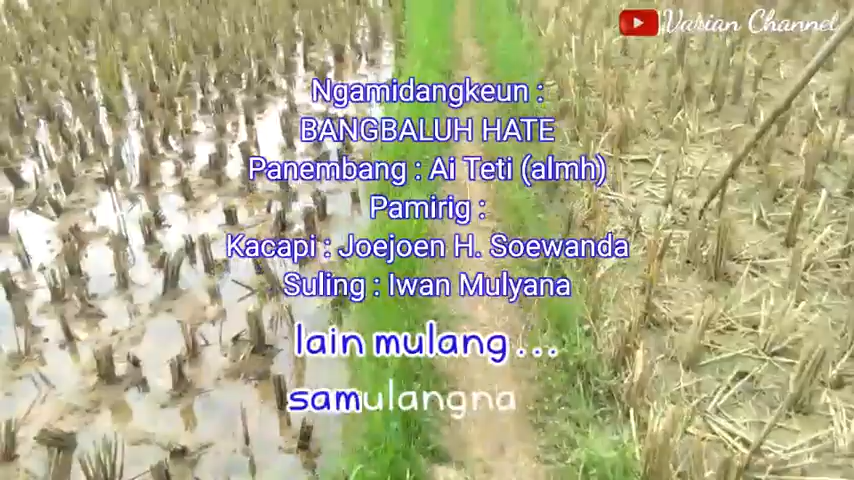 Varian Channel
Ngamidangkeun :
BANGBALUH HATE
Panembang : Ai Teti (almh)
Pamirig :
Kacapi : Joejoen H. Soewanda
Suling : Iwan Mulyana
lain mulang...
samulangna